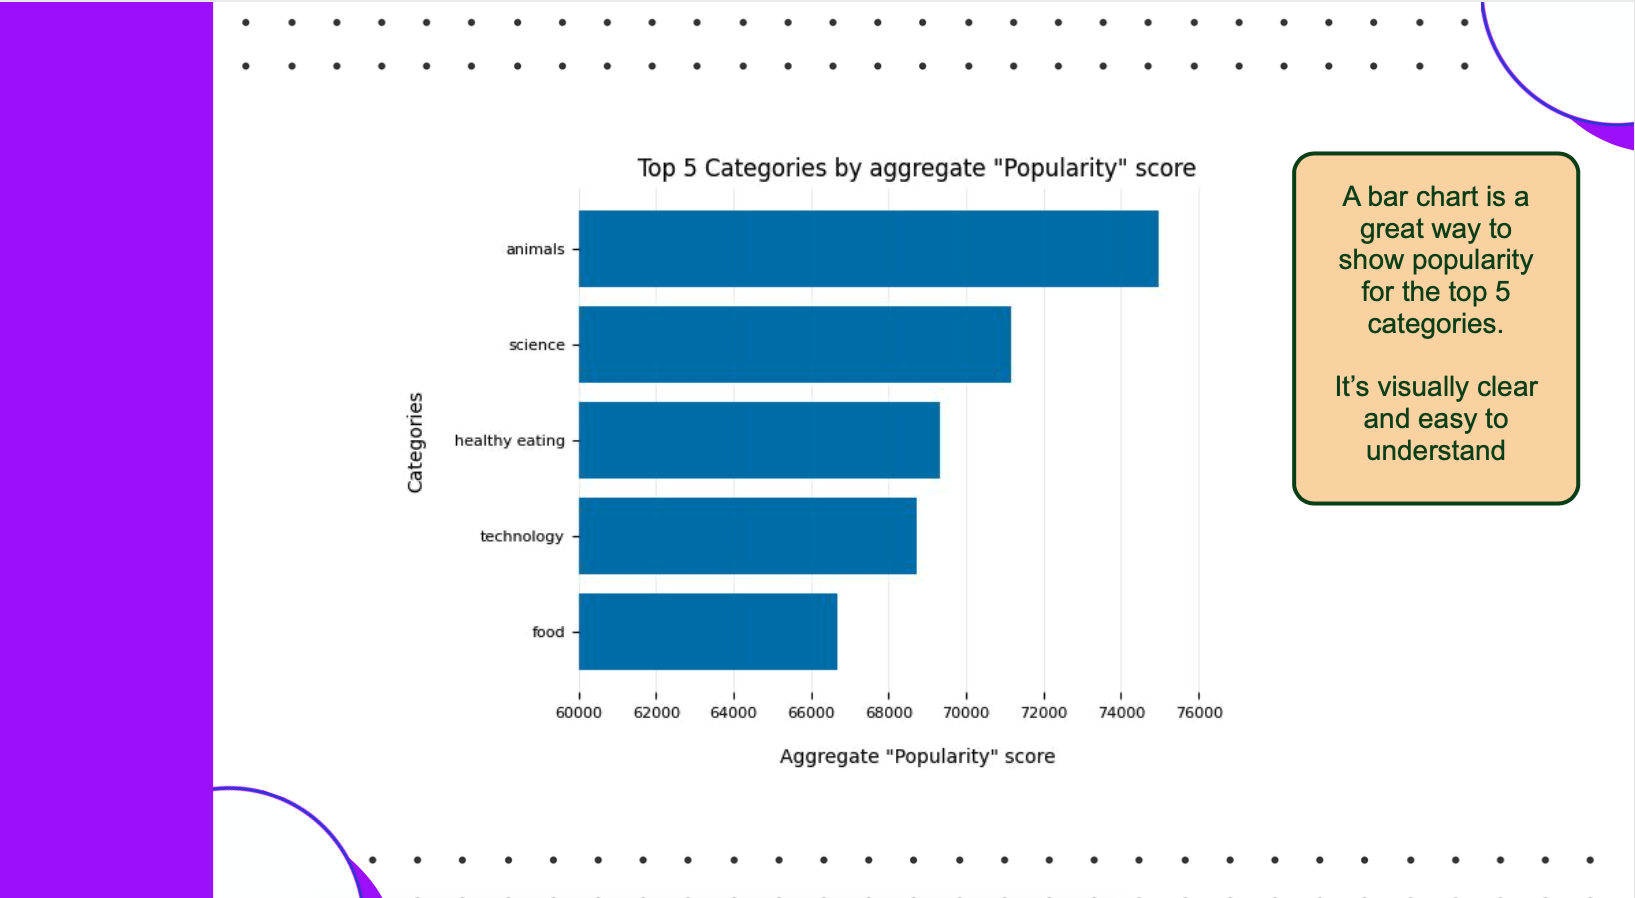 Top 5 Categories by aggregate "Popularity" score
animals
science
healthy eating
technology
food
Categories
60000 62000 64000 66000 68000 70000 72000 74000 76000
Aggregate "Popularity" score
A bar chart is a
great way to
show popularity
for the top 5
categories.
It’s visually clear
and easy to
understand